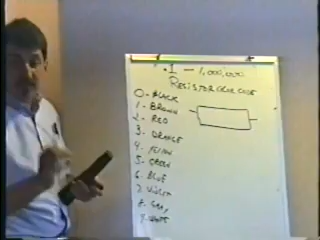 .1 — 1,000,000
RESISTOR COLOR CODE
0- BLACK
1- BROWN
2- RED
3- ORANGE
4- YELLOW
5- GREEN
6- BLUE
7- VIOLET
8- GRAY
9- WHITE